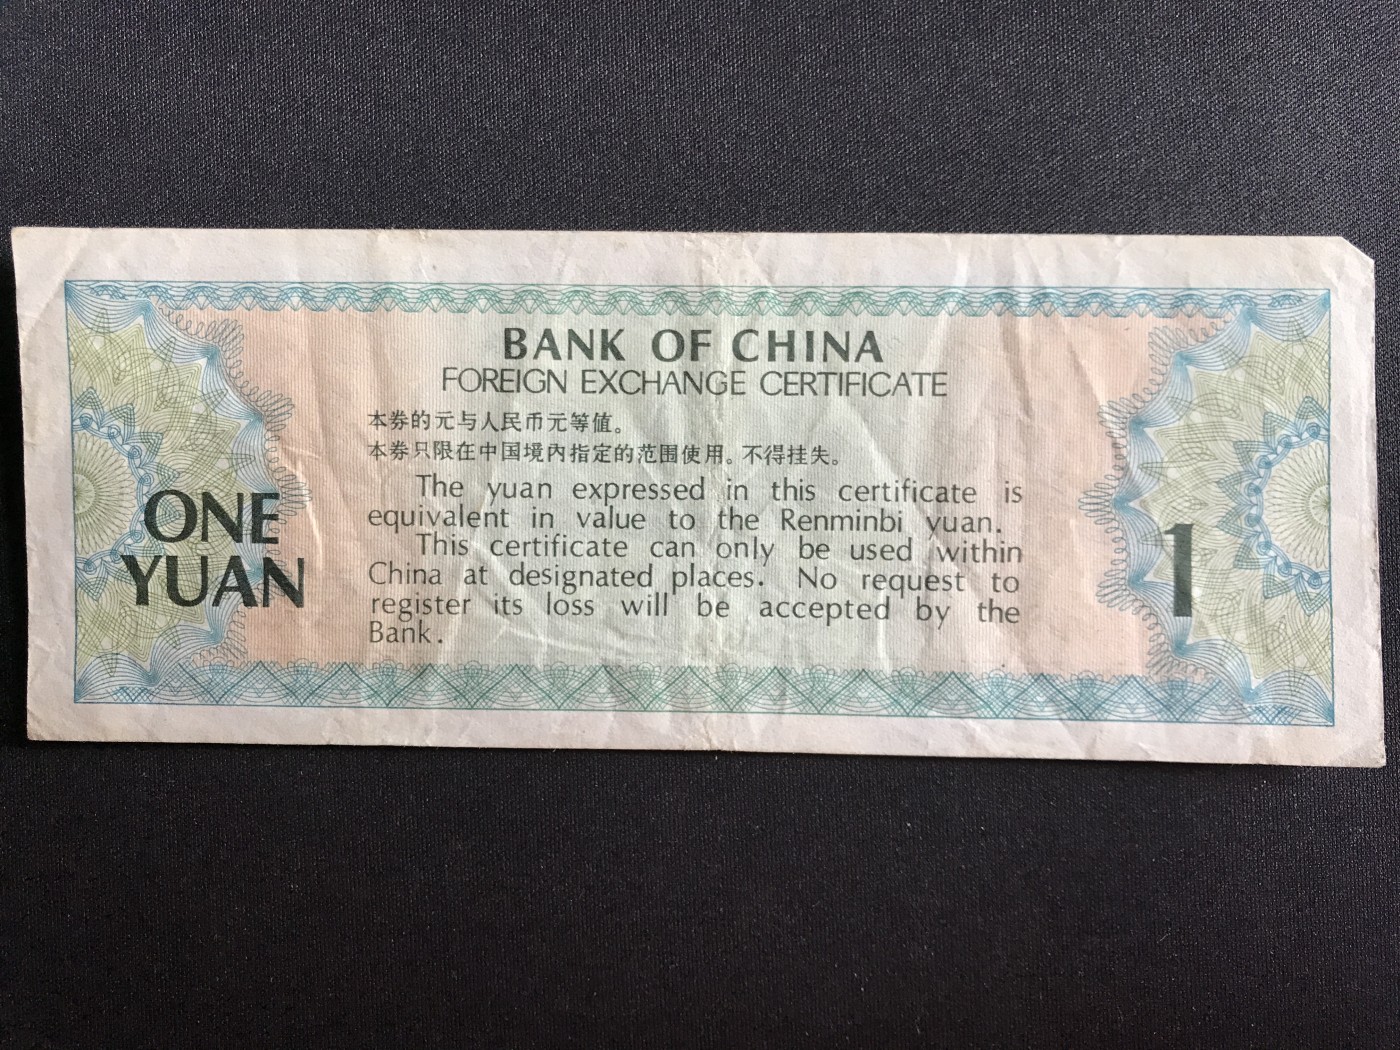 BANK OF CHINA
FOREIGN EXCHANGE CERTIFICATE
本券的元与人民币元等值。
本券只限在中国境内指定的范围使用。不得挂失。
The yuan expressed in this certificate is
equivalent in value to the Renminbi yuan.
This certificate can only be used within
China at designated places. No request to
register its loss will be accepted by the
Bank.
ONE
YUAN
1